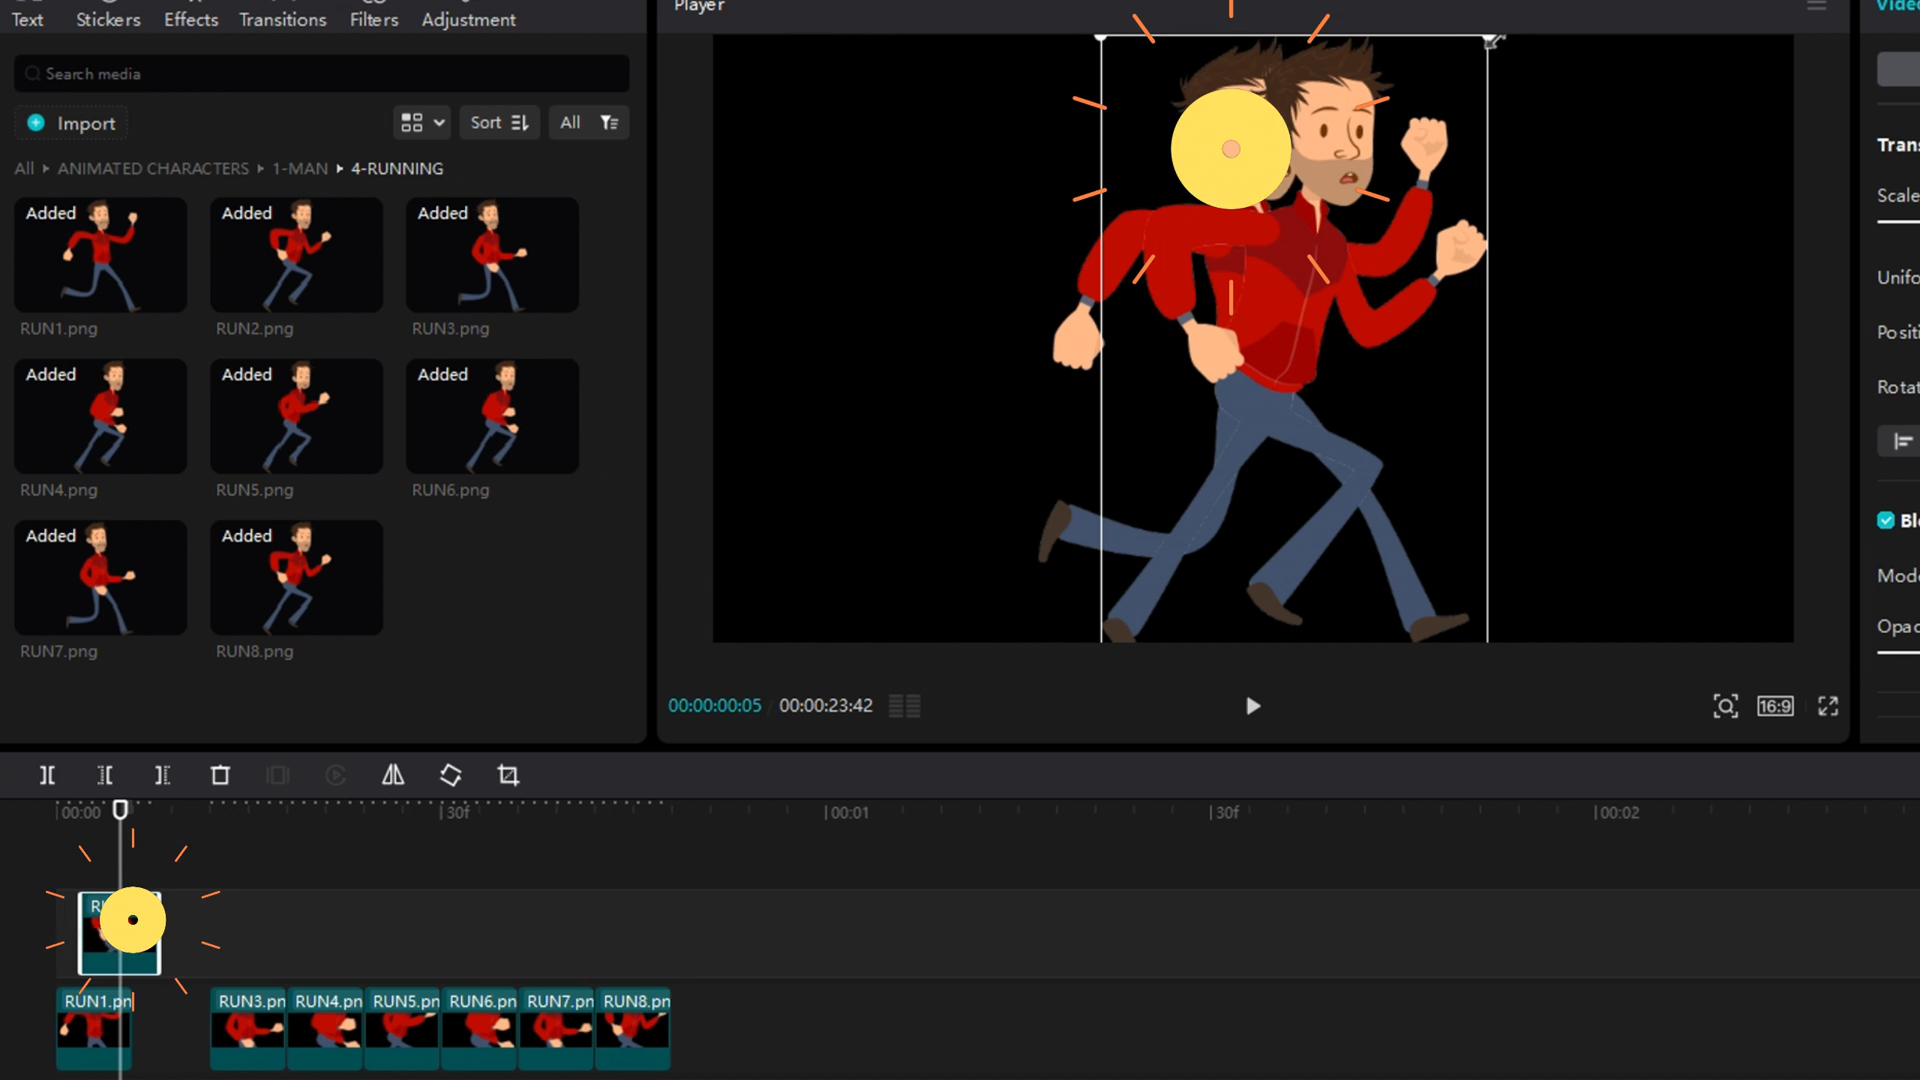 Text Stickers Effects Transitions Filters Adjustment
Search media
Import Sort All
All ANIMATED CHARACTERS 1-MAN 4-RUNNING
Added Added Added
RUN1.png RUN2.png RUN3.png
Added Added Added
RUN4.png RUN5.png RUN6.png
Added Added
RUN7.png RUN8.png
Player
00:00:00:05 00:00:23:42 16:9
Video
Trans
Scale
Unifo
Positi
Rotat
Ble
Mode
Opac
00:00 30f 00:01 30f 00:02
R
RUN1.pn RUN3.pn RUN4.pn RUN5.pn RUN6.pn RUN7.pn RUN8.pn